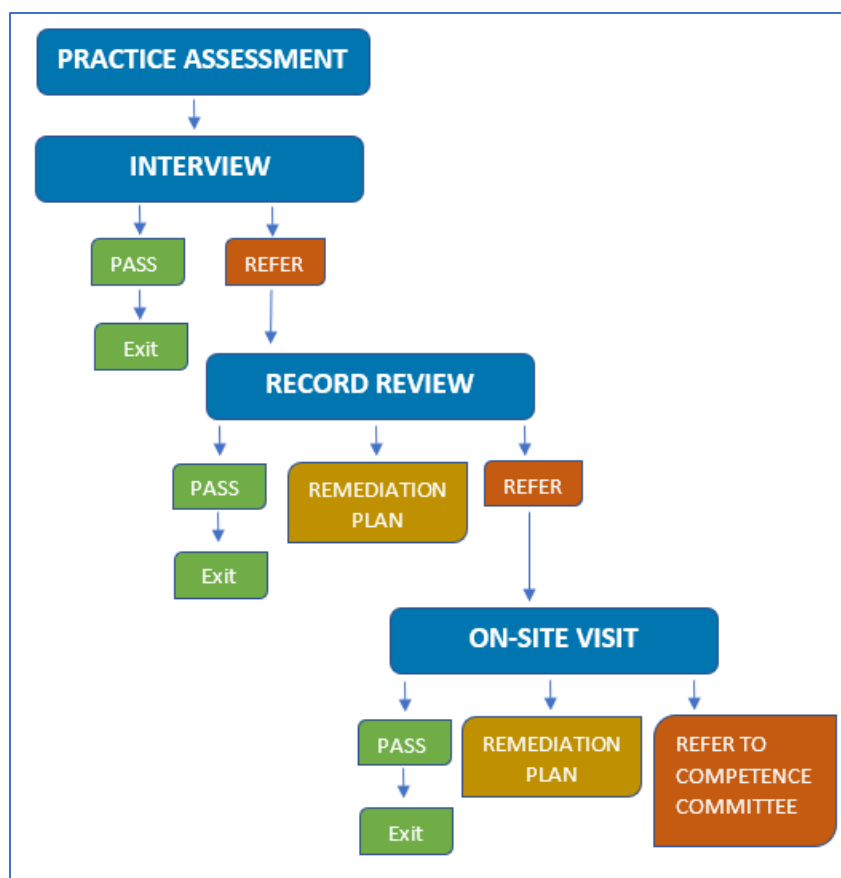 PRACTICE ASSESSMENT
INTERVIEW
PASS
REFER
Exit
RECORD REVIEW
PASS
REMEDIATION
PLAN
REFER
Exit
ON-SITE VISIT
PASS
REMEDIATION
PLAN
REFER TO
COMPETENCE
COMMITTEE
Exit